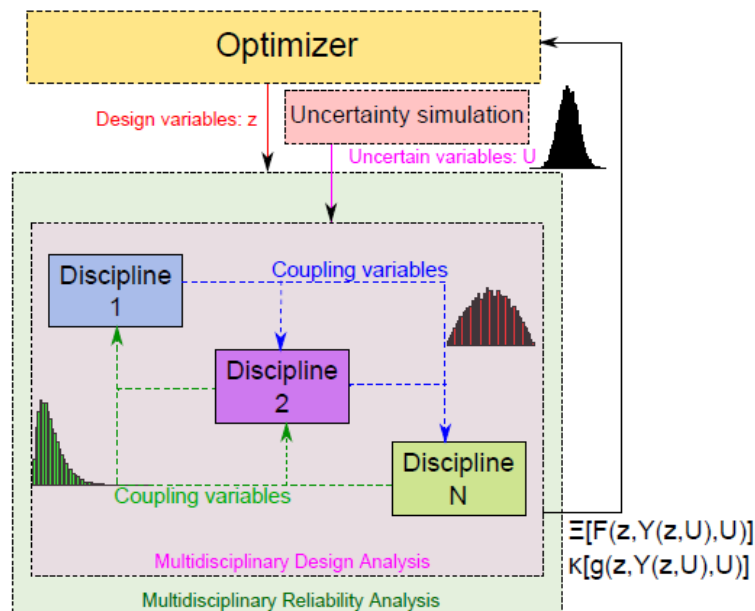 Optimizer
Design variables: z
Uncertainty simulation
Uncertain variables: U
Discipline
1
Coupling variables
Discipline
2
Discipline
N
Coupling variables
Ξ[F(z,Y(z,U),U)]
K[g(z,Y(z,U),U)]
Multidisciplinary Design Analysis
Multidisciplinary Reliability Analysis